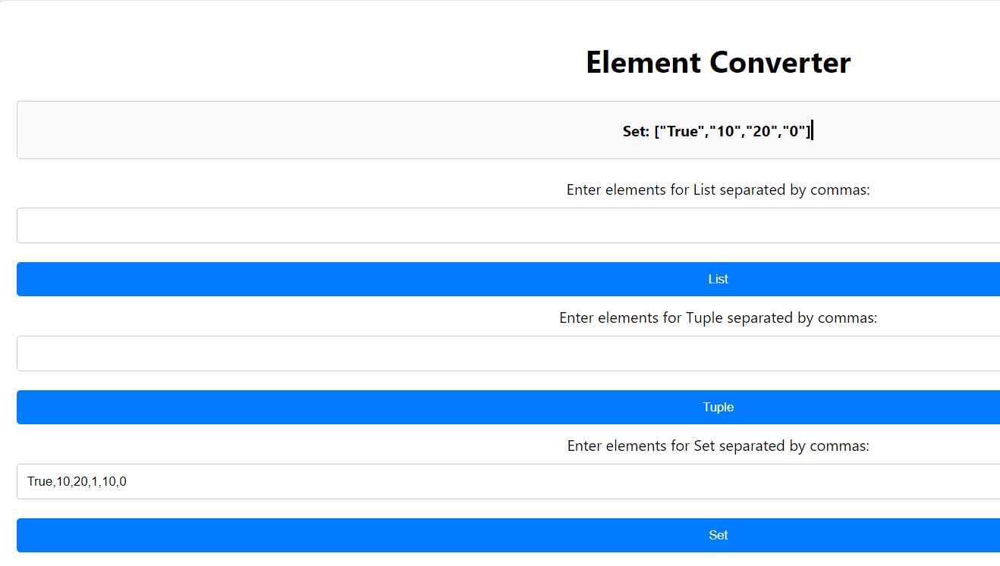 Element Converter
Set: ["True","10","20","0"]
Enter elements for List separated by commas:
List
Enter elements for Tuple separated by commas:
Tuple
Enter elements for Set separated by commas:
True,10,20,1,10,0
Set